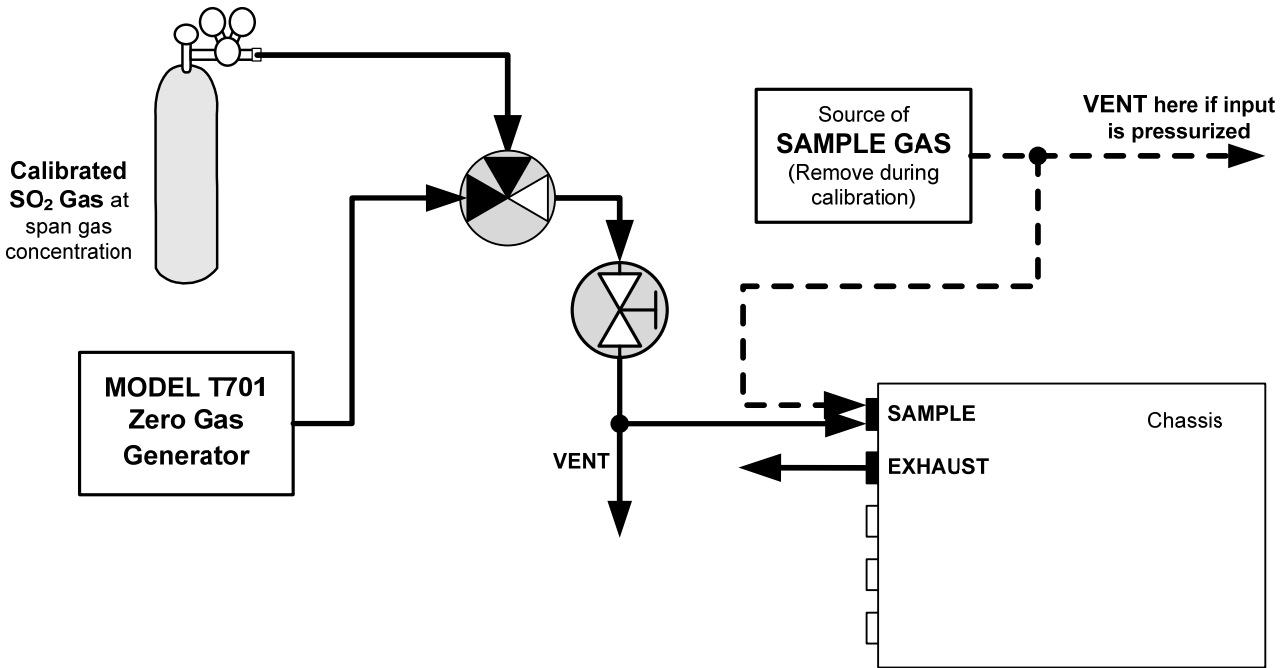 Calibrated
SO₂ Gas at
span gas
concentration
MODEL T701
Zero Gas
Generator
Source of
SAMPLE GAS
(Remove during
calibration)
VENT here if input
is pressurized
VENT
SAMPLE
EXHAUST
Chassis